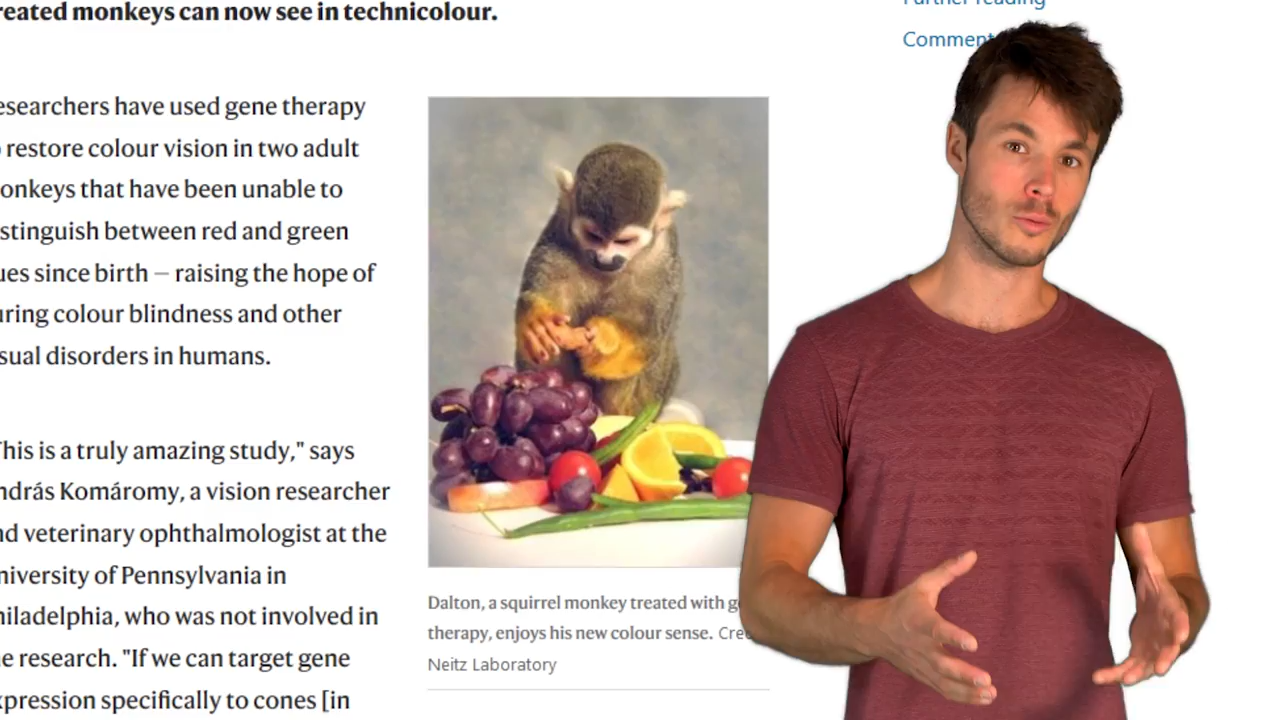 reated monkeys can now see in technicolour.
Further reading
Comment
esearchers have used gene therapy
restore colour vision in two adult
onkeys that have been unable to
stinguish between red and green
ues since birth — raising the hope of
uring colour blindness and other
sual disorders in humans.
This is a truly amazing study," says
ndrás Komáromy, a vision researcher
nd veterinary ophthalmologist at the
niversity of Pennsylvania in
hiladelphia, who was not involved in
e research. "If we can target gene
xpression specifically to cones [in
Dalton, a squirrel monkey treated with g
therapy, enjoys his new colour sense. Cre
Neitz Laboratory